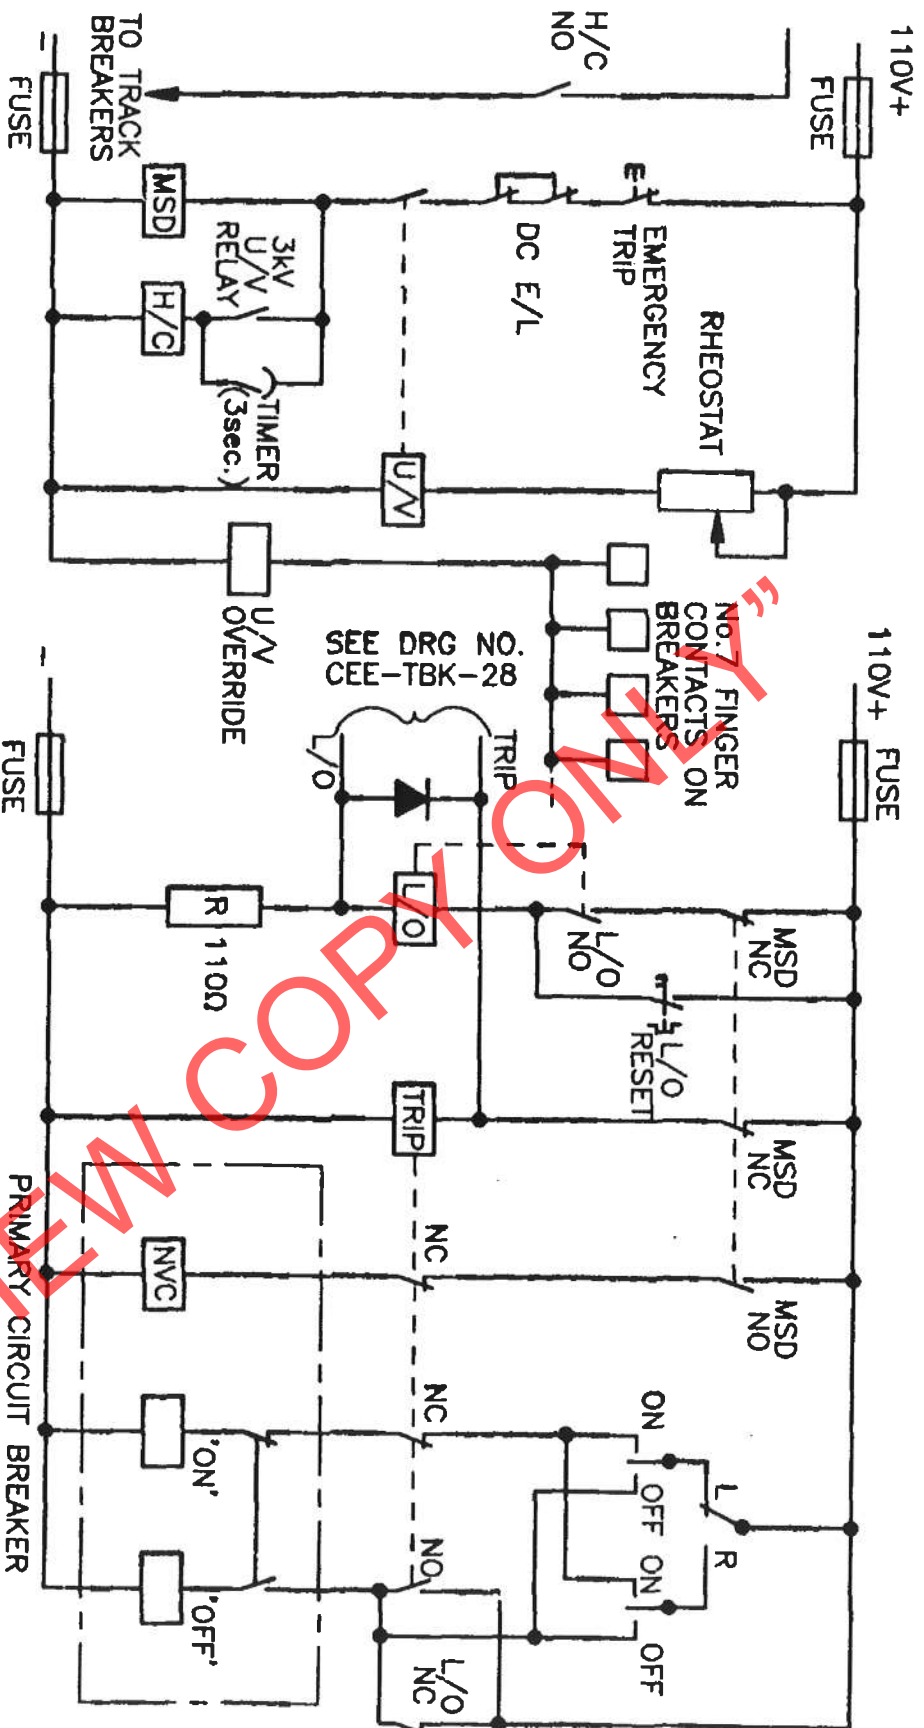 110V+
FUSE
H/C
NO
TO TRACK
BREAKERS
FUSE
EMERGENCY
TRIP
DC E/L
MSD
3kV
U/V
RELAY
H/C
TIMER
(3sec.)
RHEOSTAT
U/V
U/V
OVERRIDE
No.7 FINGER
CONTACTS ON
BREAKERS
SEE DRG NO.
CEE-TBK-28
110V+
FUSE
FUSE
TRIP
L/O
MSD
NC
L/O
NO
L/O
R 110Ω
L/O
RESET
MSD
NC
TRIP
MSD
NO
NC
NVC
ON
OFF
L
R
ON
OFF
NC
NO
'ON'
'OFF'
L/O
NC
PRIMARY CIRCUIT BREAKER
IEW COPY ONLY”